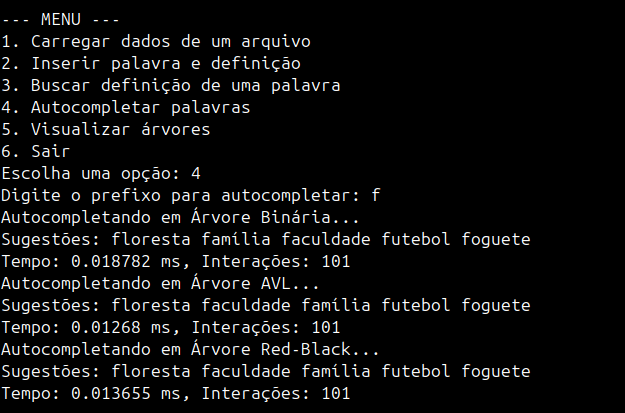 --- MENU ---
1. Carregar dados de um arquivo
2. Inserir palavra e definição
3. Buscar definição de uma palavra
4. Autocompletar palavras
5. Visualizar árvores
6. Sair
Escolha uma opção: 4
Digite o prefixo para autocompletar: f
Autocompletando em Árvore Binária...
Sugestões: floresta família faculdade futebol foguete
Tempo: 0.018782 ms, Interações: 101
Autocompletando em Árvore AVL...
Sugestões: floresta faculdade família futebol foguete
Tempo: 0.01268 ms, Interações: 101
Autocompletando em Árvore Red-Black...
Sugestões: floresta faculdade família futebol foguete
Tempo: 0.013655 ms, Interações: 101